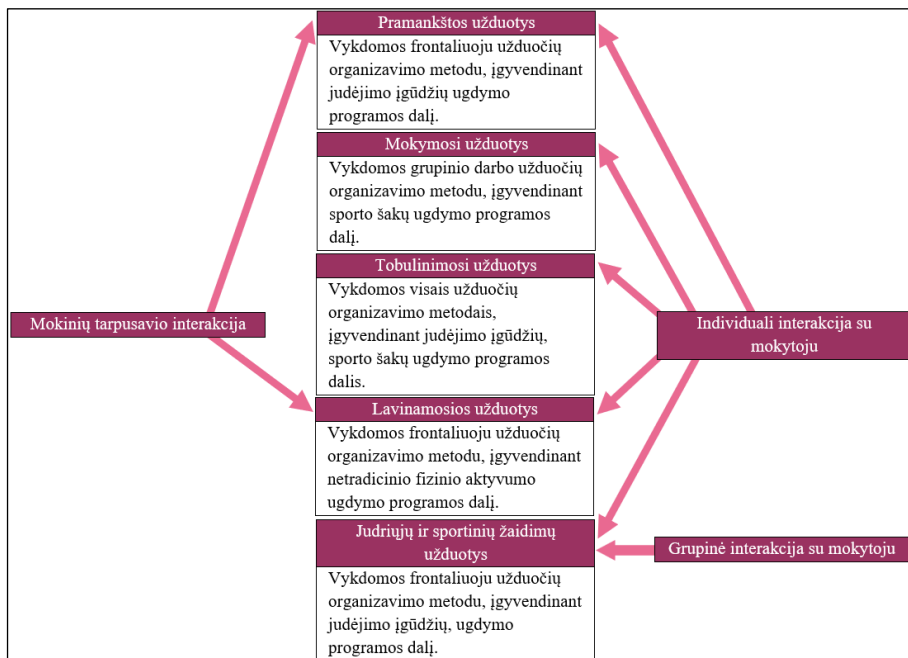 Pramankštos užduotys
Vykdomos frontaliuoju užduočių
organizavimo metodu, įgyvendinant
judėjimo įgūdžių ugdymo
programos dalį.
Mokymosi užduotys
Vykdomos grupinio darbo užduočių
organizavimo metodu, įgyvendinant
sporto šakų ugdymo programos
dalį.
Tobulinimosi užduotys
Vykdomos visais užduočių
organizavimo metodais,
įgyvendinant judėjimo įgūdžių,
sporto šakų ugdymo programos
dalis.
Mokinių tarpusavio interakcija
Individuali interakcija su
mokytoju
Lavinamosios užduotys
Vykdomos frontaliuoju užduočių
organizavimo metodu, įgyvendinant
netradicinio fizinio aktyvumo
ugdymo programos dalį.
Judriųjų ir sportinių žaidimų
užduotys
Vykdomos frontaliuoju užduočių
organizavimo metodu, įgyvendinant
judėjimo įgūdžių, ugdymo
programos dalį.
Grupinė interakcija su mokytoju